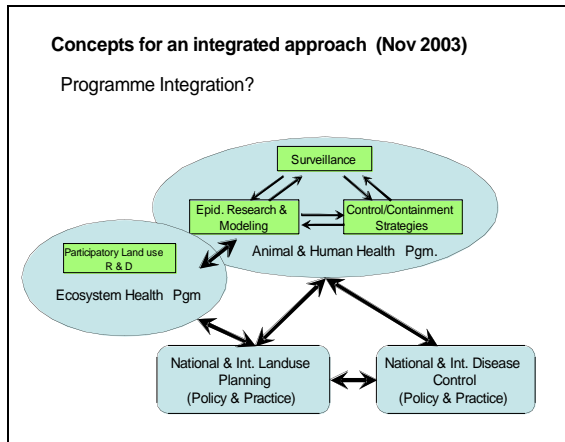 Concepts for an integrated approach (Nov 2003)
Programme Integration?
Surveillance
Epid. Research &
Modeling
Control/Containment
Strategies
Animal & Human Health Pgm.
Participatory Land use
R & D
Ecosystem Health Pgm
National & Int. Landuse
Planning
(Policy & Practice)
National & Int. Disease
Control
(Policy & Practice)